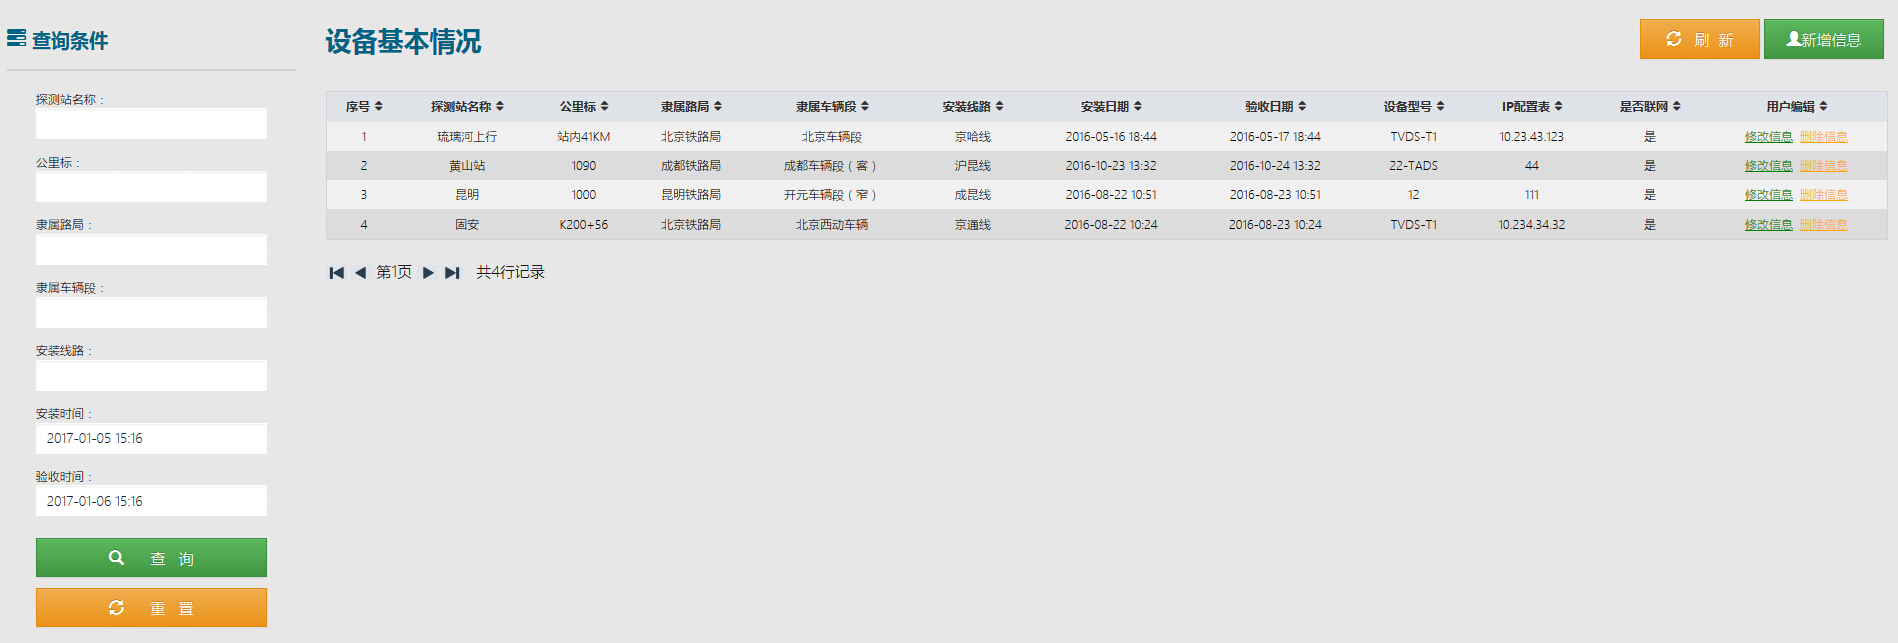 查询条件
探测站名称：
公里标：
隶属路局：
隶属车辆段：
安装线路：
安装时间：
2017-01-05 15:16
验收时间：
2017-01-06 15:16
查 询
重 置
设备基本情况
刷 新 新增信息
序号 探测站名称 公里标 隶属路局 隶属车辆段 安装线路 安装日期 验收日期 设备型号 IP配置表 是否联网 用户编辑
1 琉璃河上行 站内41KM 北京铁路局 北京车辆段 京哈线 2016-05-16 18:44 2016-05-17 18:44 TVDS-T1 10.23.43.123 是 修改信息 删除信息
2 黄山站 1090 成都铁路局 成都车辆段（客） 沪昆线 2016-10-23 13:32 2016-10-24 13:32 22-TADS 44 是 修改信息 删除信息
3 昆明 1000 昆明铁路局 开元车辆段（窄） 成昆线 2016-08-22 10:51 2016-08-23 10:51 12 111 是 修改信息 删除信息
4 固安 K200+56 北京铁路局 北京西动车辆 京通线 2016-08-22 10:24 2016-08-23 10:24 TVDS-T1 10.234.34.32 是 修改信息 删除信息
第1页 共4行记录